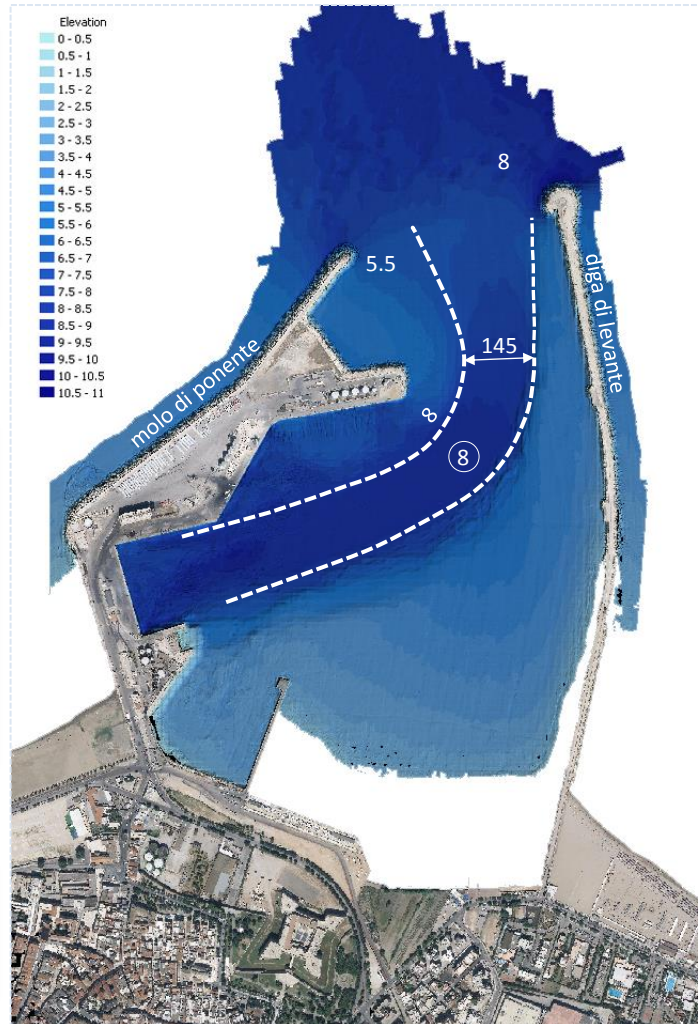 Elevation
0 - 0.5
0.5 - 1
1 - 1.5
1.5 - 2
2 - 2.5
2.5 - 3
3 - 3.5
3.5 - 4
4 - 4.5
4.5 - 5
5 - 5.5
5.5 - 6
6 - 6.5
6.5 - 7
7 - 7.5
7.5 - 8
8 - 8.5
8.5 - 9
9 - 9.5
9.5 - 10
10 - 10.5
10.5 - 11
8
5.5
diga di levante
molo di ponente
145
8
8